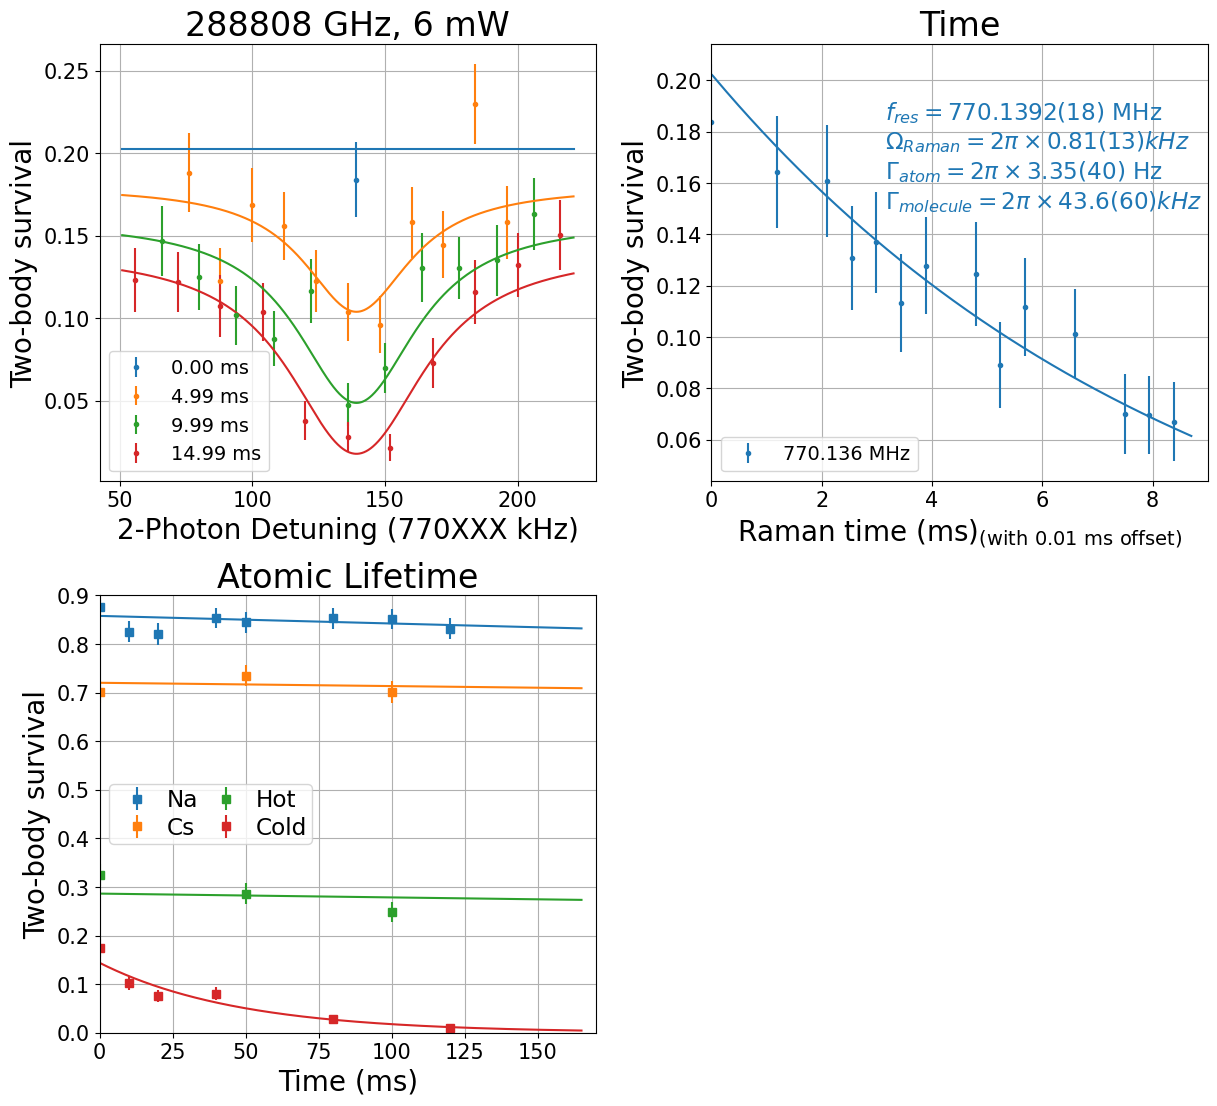 288808 GHz, 6 mW
Two-body survival
0.25
0.20
0.15
0.10
0.05
0.00 ms
4.99 ms
9.99 ms
14.99 ms
50 100 150 200
2-Photon Detuning (770XXX kHz)
Time
Two-body survival
0.20
0.18
0.16
0.14
0.12
0.10
0.08
0.06
f_res = 770.1392(18) MHz
Ω_Raman = 2π × 0.81(13)kHz
Γ_atom = 2π × 3.35(40) Hz
Γ_molecule = 2π × 43.6(60)kHz
770.136 MHz
0 2 4 6 8
Raman time (ms)(with 0.01 ms offset)
Atomic Lifetime
Two-body survival
0.9
0.8
0.7
0.6
0.5
0.4
0.3
0.2
0.1
0.0
Na Hot
Cs Cold
0 25 50 75 100 125 150
Time (ms)